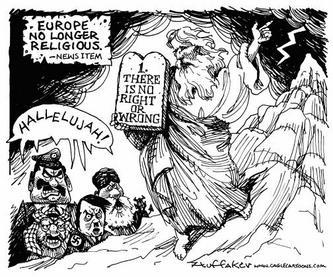 EUROPE
NO LONGER
RELIGIOUS.
-NEWS ITEM
1.
THERE
IS NO
RIGHT
OR
WRONG
HALLELUJAH!
Huffaker
www.caglecartoons.com